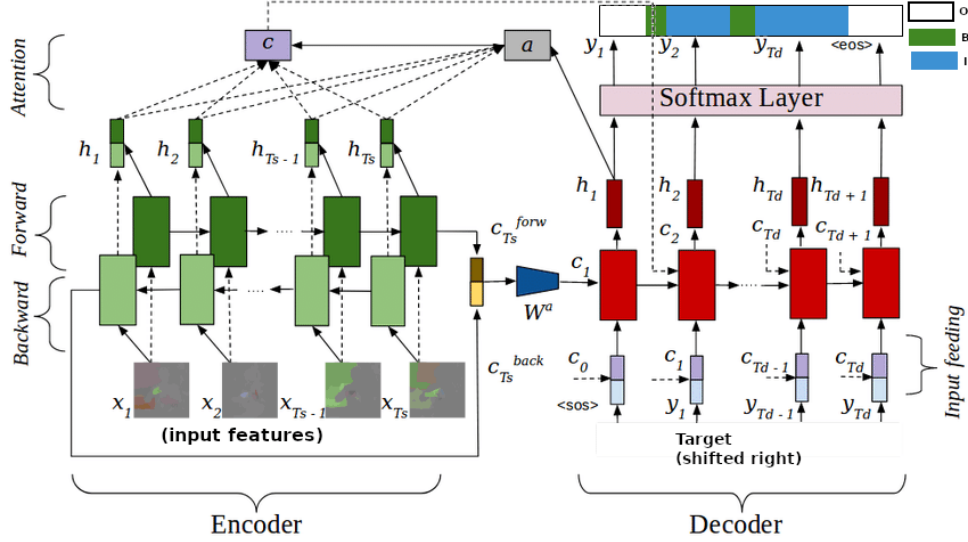 O
B
I
y1
y2
yTd
<eos>
c
a
Attention
Softmax Layer
h1
h2
hTs - 1
hTs
h1
h2
hTd
hTd + 1
Forward
cTs^forw
c2
cTd
cTd + 1
c1
W^a
Backward
cTs^back
c0
c1
cTd - 1
cTd
Input feeding
x1
x2
xTs - 1
xTs
<sos>
y1
yTd - 1
yTd
(input features)
Target
(shifted right)
Encoder
Decoder